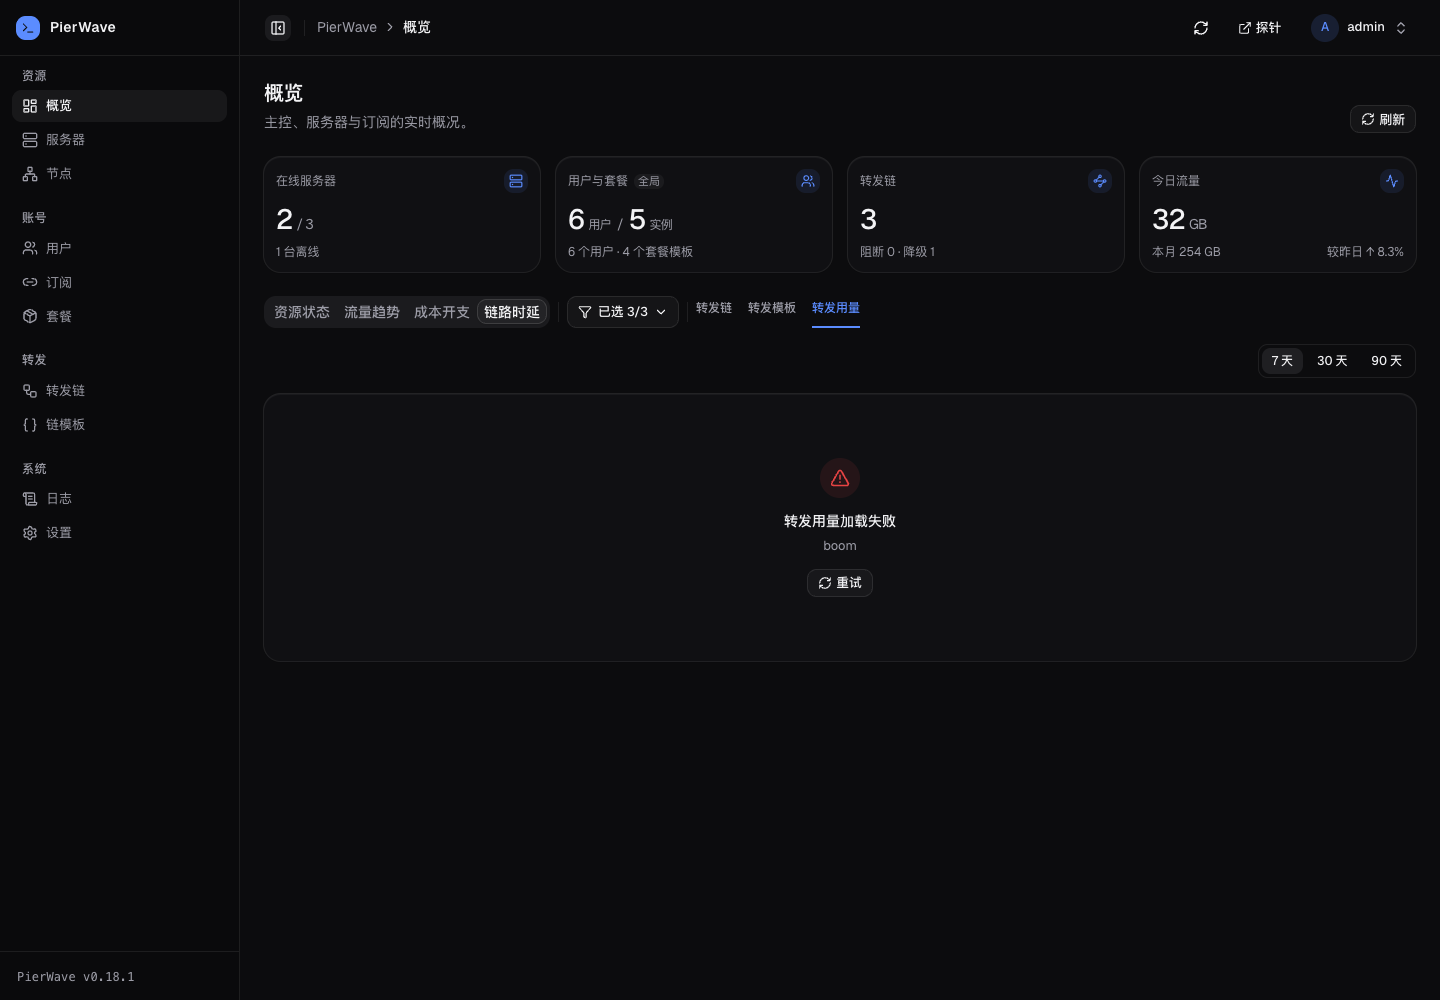 PierWave
资源
概览
服务器
节点
账号
用户
订阅
套餐
转发
转发链
链模板
系统
日志
设置
PierWave v0.18.1
PierWave > 概览
探针
A admin
概览
主控、服务器与订阅的实时概况。
刷新
在线服务器
2 / 3
1 台离线
用户与套餐 全局
6 用户 / 5 实例
6 个用户 · 4 个套餐模板
转发链
3
阻断 0 · 降级 1
今日流量
32 GB
本月 254 GB 较昨日 ↑ 8.3%
资源状态 流量趋势 成本开支 链路时延 已选 3/3 转发链 转发模板 转发用量
7 天 30 天 90 天
转发用量加载失败
boom
重试